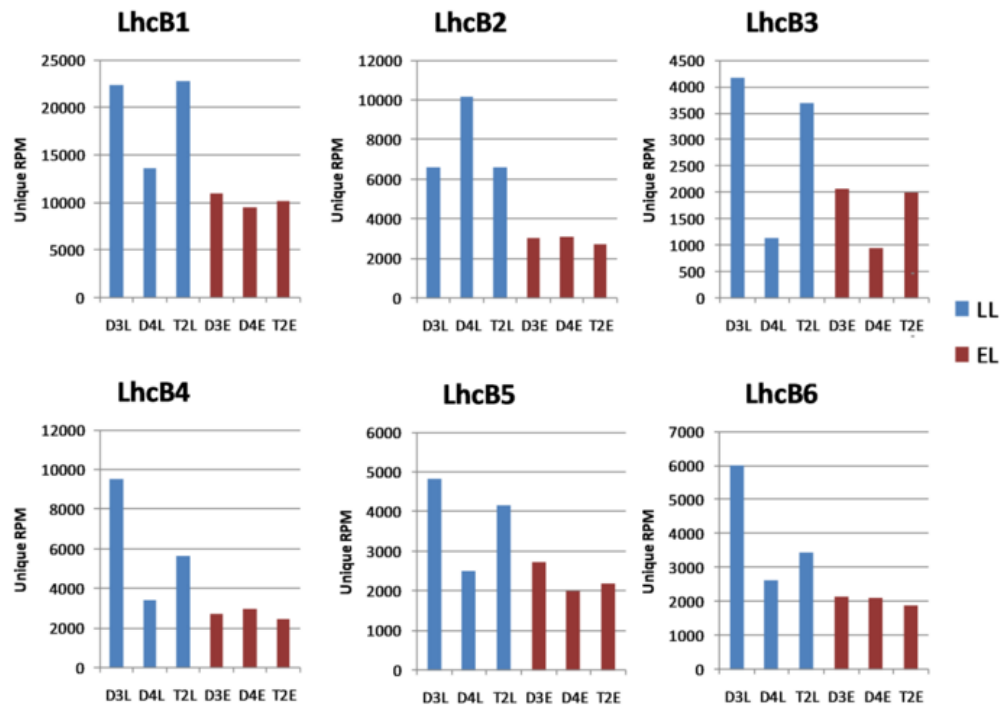 LhcB1
25000
20000
15000
10000
5000
0
Unique RPM
D3L D4L T2L D3E D4E T2E
LhcB2
12000
10000
8000
6000
4000
2000
0
Unique RPM
D3L D4L T2L D3E D4E T2E
LhcB3
4500
4000
3500
3000
2500
2000
1500
1000
500
0
Unique RPM
D3L D4L T2L D3E D4E T2E
LL
EL
LhcB4
12000
10000
8000
6000
4000
2000
0
Unique RPM
D3L D4L T2L D3E D4E T2E
LhcB5
6000
5000
4000
3000
2000
1000
0
Unique RPM
D3L D4L T2L D3E D4E T2E
LhcB6
7000
6000
5000
4000
3000
2000
1000
0
Unique RPM
D3L D4L T2L D3E D4E T2E